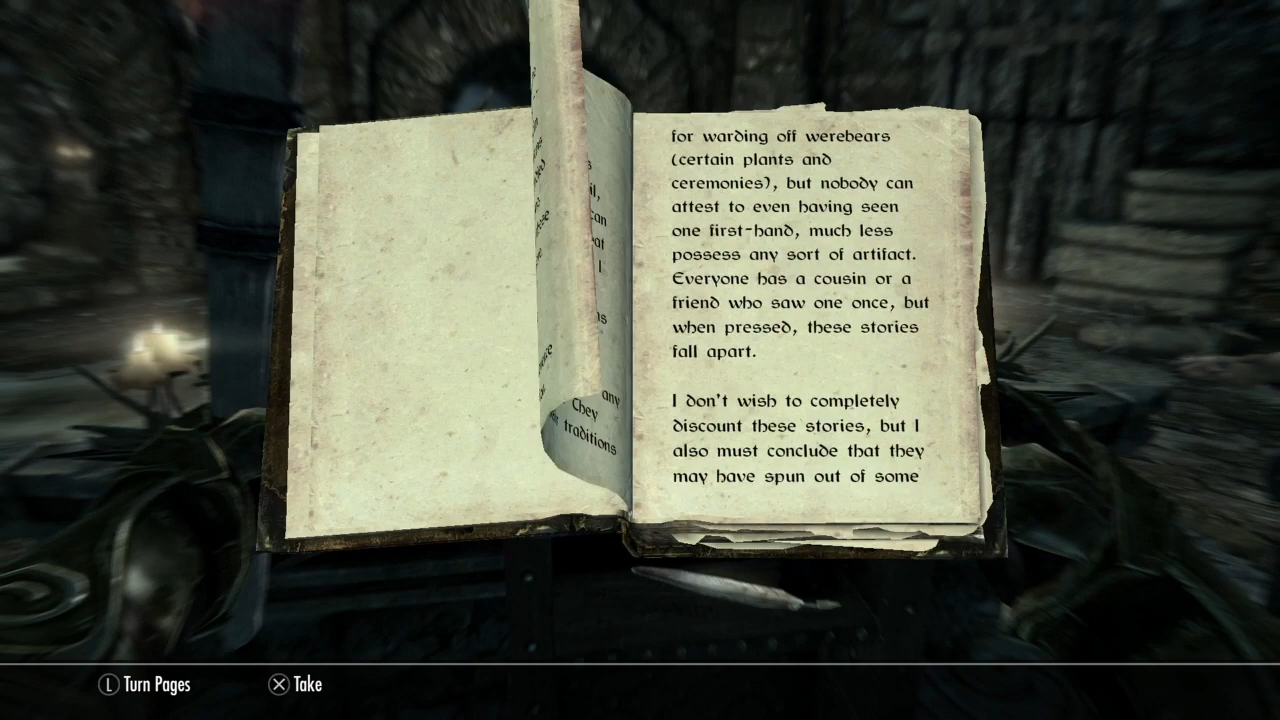 any
They
traditions
for warding off werebears
(certain plants and
ceremonies), but nobody can
attest to even having seen
one first-hand, much less
possess any sort of artifact.
Everyone has a cousin or a
friend who saw one once, but
when pressed, these stories
fall apart.
I don't wish to completely
discount these stories, but I
also must conclude that they
may have spun out of some
L Turn Pages
X Take